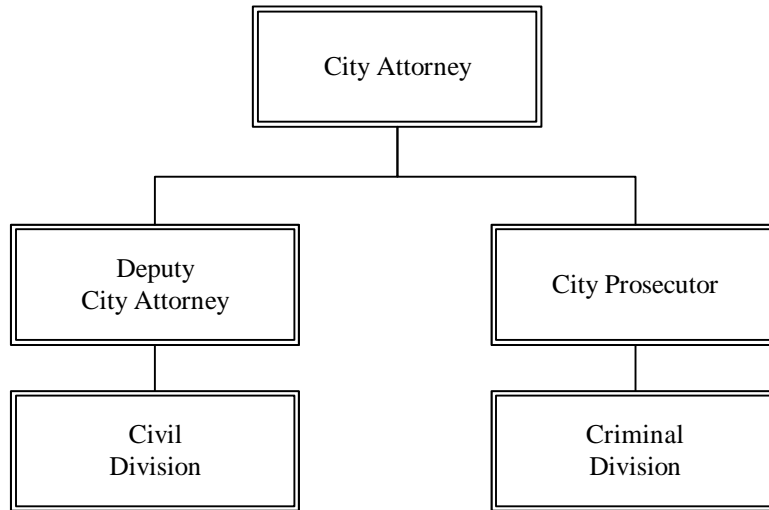 City Attorney
Deputy
City Attorney
City Prosecutor
Civil
Division
Criminal
Division